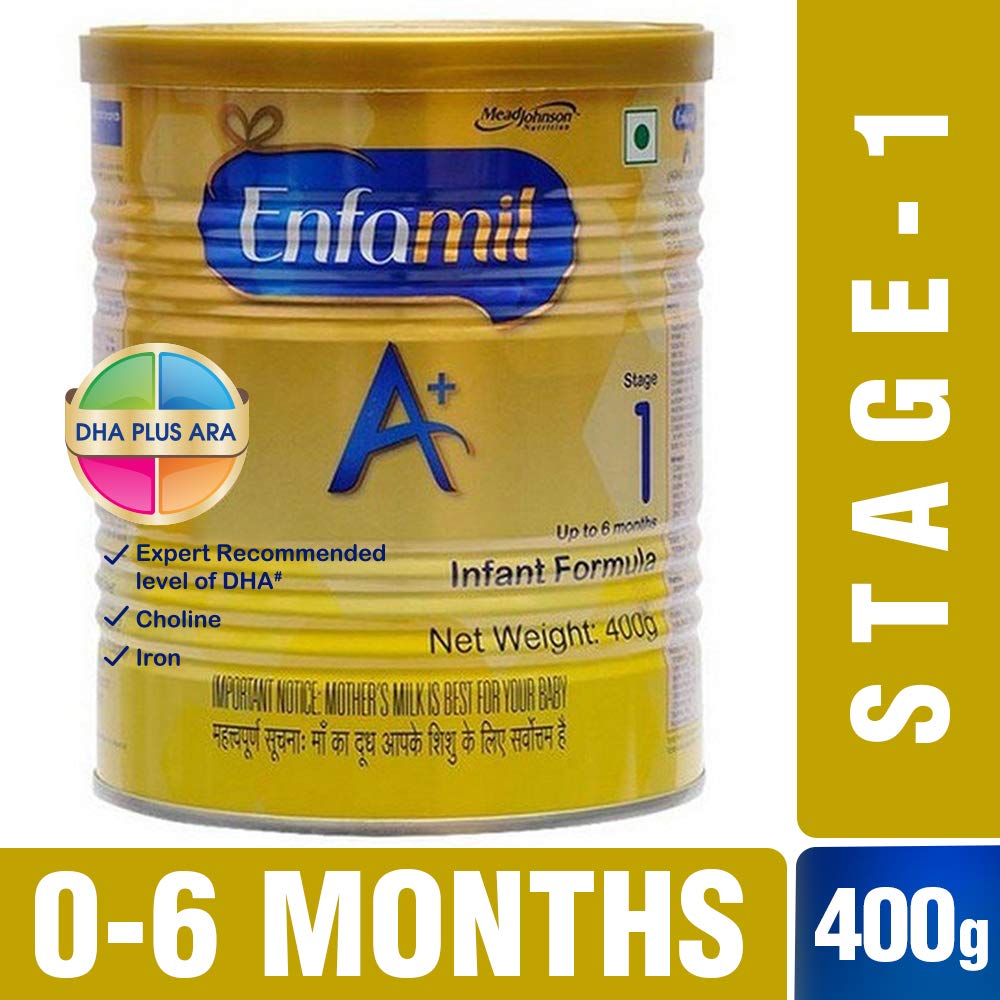 MeadJohnson
Nutrition
Enfamil
A+
DHA PLUS ARA
Stage
1
Up to 6 months
Expert Recommended
level of DHA#
Choline
Iron
Infant Formula
Net Weight: 400g
IMPORTANT NOTICE: MOTHER'S MILK IS BEST FOR YOUR BABY
महत्त्वपूर्ण सूचनाः माँ का दूध आपके शिशु के लिए सर्वोत्तम है
STAGE-1
0-6 MONTHS
400g